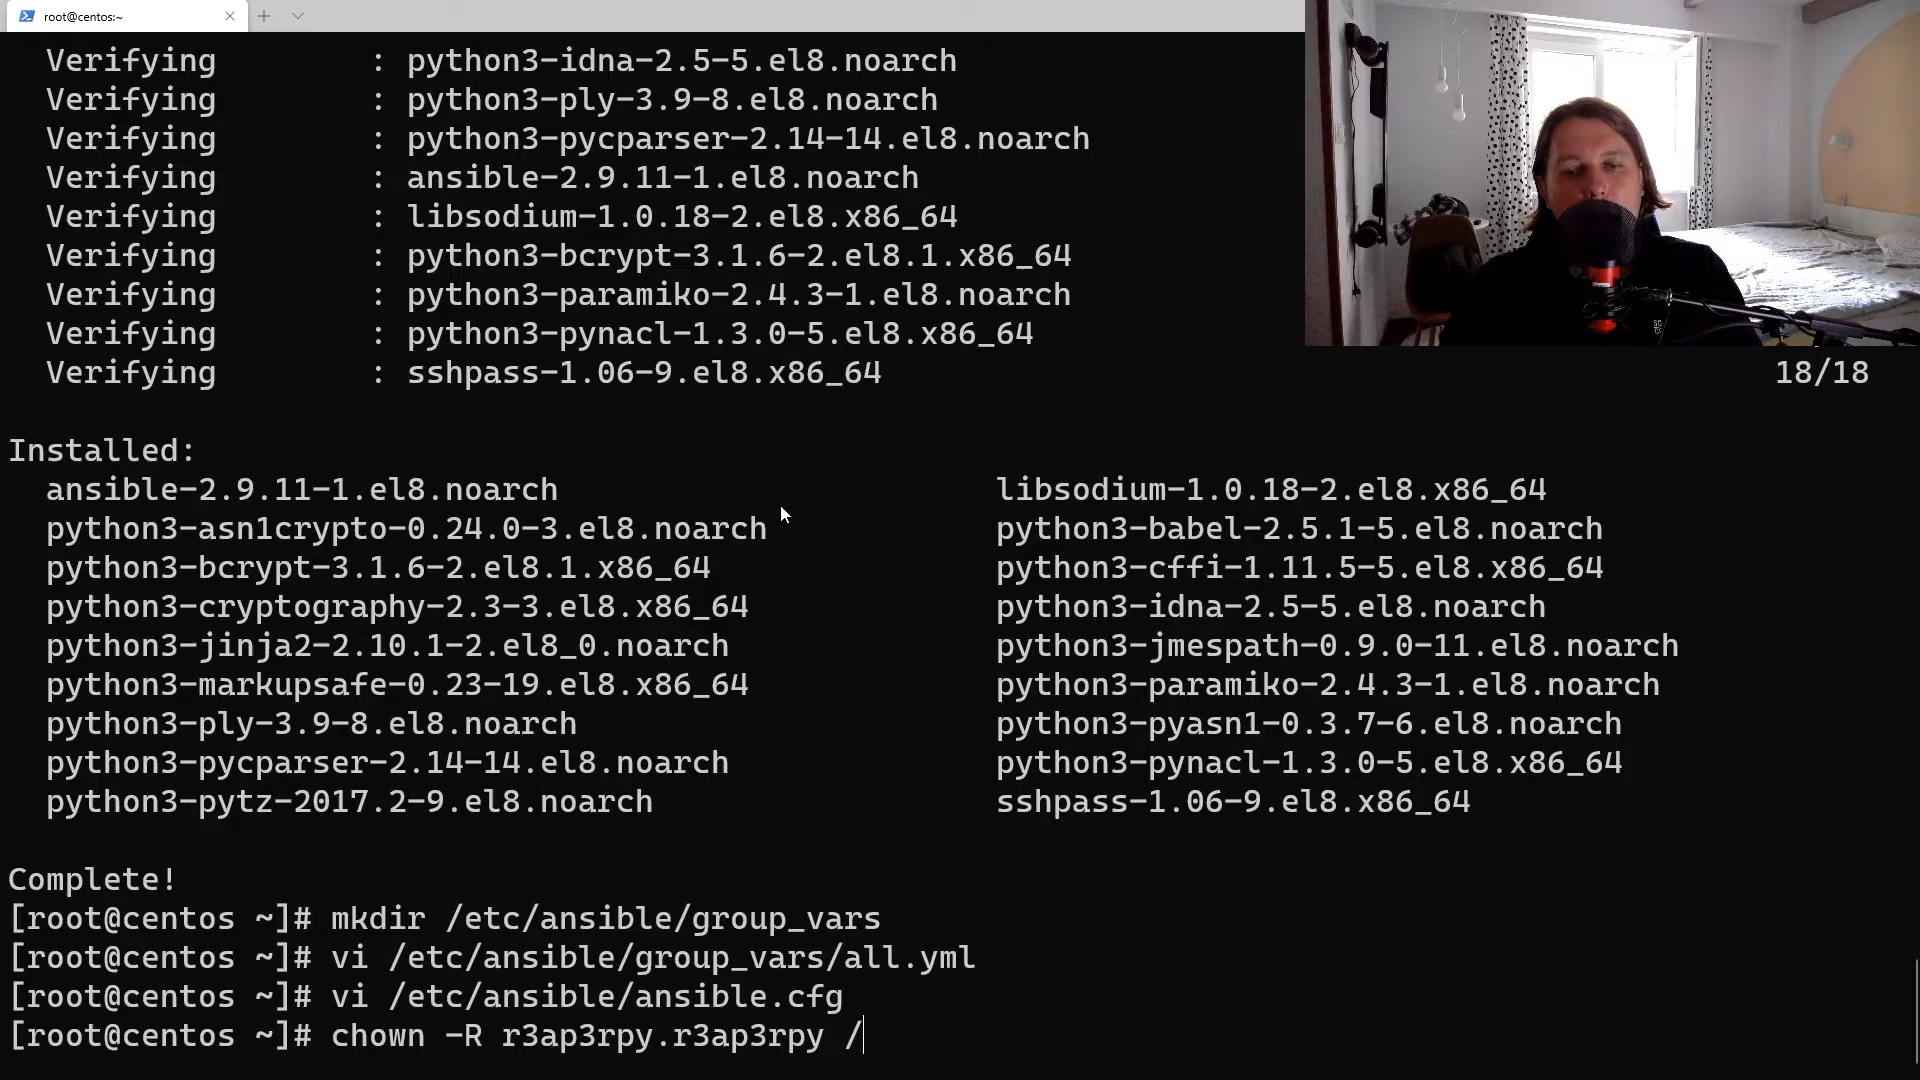 root@centos:~
Verifying : python3-idna-2.5-5.el8.noarch
Verifying : python3-ply-3.9-8.el8.noarch
Verifying : python3-pycparser-2.14-14.el8.noarch
Verifying : ansible-2.9.11-1.el8.noarch
Verifying : libsodium-1.0.18-2.el8.x86_64
Verifying : python3-bcrypt-3.1.6-2.el8.1.x86_64
Verifying : python3-paramiko-2.4.3-1.el8.noarch
Verifying : python3-pynacl-1.3.0-5.el8.x86_64
Verifying : sshpass-1.06-9.el8.x86_64 18/18
Installed:
ansible-2.9.11-1.el8.noarch libsodium-1.0.18-2.el8.x86_64
python3-asn1crypto-0.24.0-3.el8.noarch python3-babel-2.5.1-5.el8.noarch
python3-bcrypt-3.1.6-2.el8.1.x86_64 python3-cffi-1.11.5-5.el8.x86_64
python3-cryptography-2.3-3.el8.x86_64 python3-idna-2.5-5.el8.noarch
python3-jinja2-2.10.1-2.el8_0.noarch python3-jmespath-0.9.0-11.el8.noarch
python3-markupsafe-0.23-19.el8.x86_64 python3-paramiko-2.4.3-1.el8.noarch
python3-ply-3.9-8.el8.noarch python3-pyasn1-0.3.7-6.el8.noarch
python3-pycparser-2.14-14.el8.noarch python3-pynacl-1.3.0-5.el8.x86_64
python3-pytz-2017.2-9.el8.noarch sshpass-1.06-9.el8.x86_64
Complete!
[root@centos ~]# mkdir /etc/ansible/group_vars
[root@centos ~]# vi /etc/ansible/group_vars/all.yml
[root@centos ~]# vi /etc/ansible/ansible.cfg
[root@centos ~]# chown -R r3ap3rpy.r3ap3rpy /